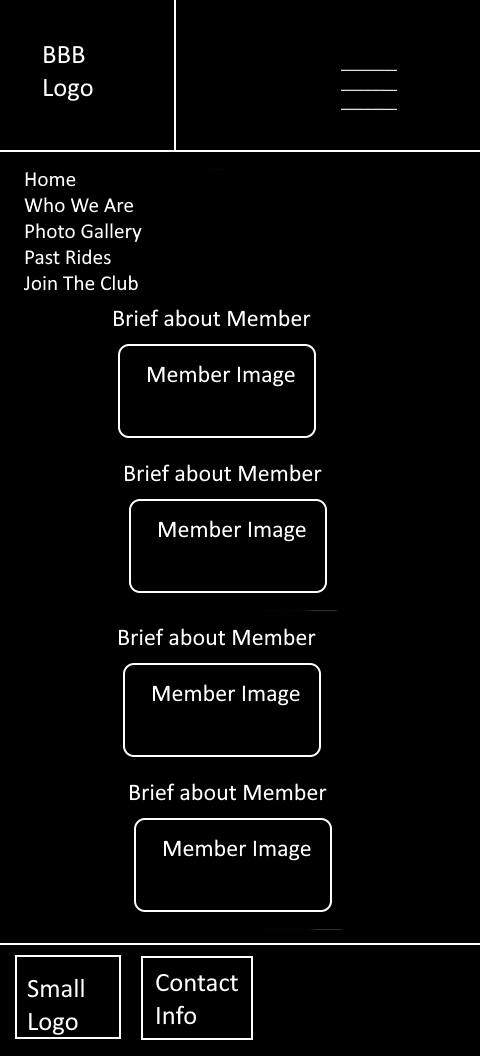 BBB
Logo
Home
Who We Are
Photo Gallery
Past Rides
Join The Club
Brief about Member
Member Image
Brief about Member
Member Image
Brief about Member
Member Image
Brief about Member
Member Image
Small
Logo
Contact
Info